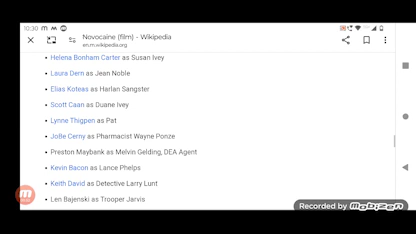 10:30
Novocaine (film) - Wikipedia
en.m.wikipedia.org
Helena Bonham Carter as Susan Ivey
Laura Dern as Jean Noble
Elias Koteas as Harlan Sangster
Scott Caan as Duane Ivey
Lynne Thigpen as Pat
JoBe Cerny as Pharmacist Wayne Ponze
Preston Maybank as Melvin Gelding, DEA Agent
Kevin Bacon as Lance Phelps
Keith David as Detective Larry Lunt
Len Bajenski as Trooper Jarvis
Recorded by MOBIZEN